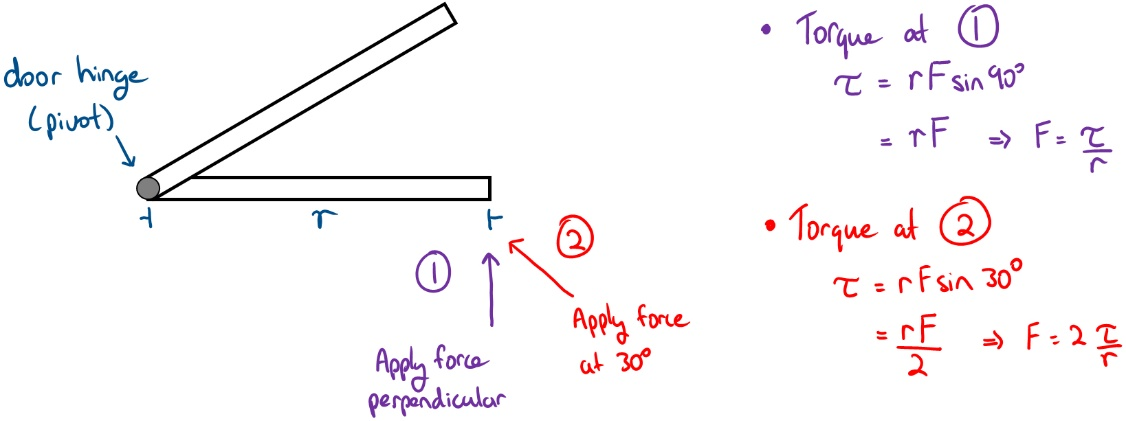 door hinge
(pivot)
r
①
Apply force
perpendicular
②
Apply force
at 30°
• Torque at ①
τ = rF sin 90°
= rF ⇒ F = τ/r
• Torque at ②
τ = rF sin 30°
= rF/2 ⇒ F = 2 τ/r